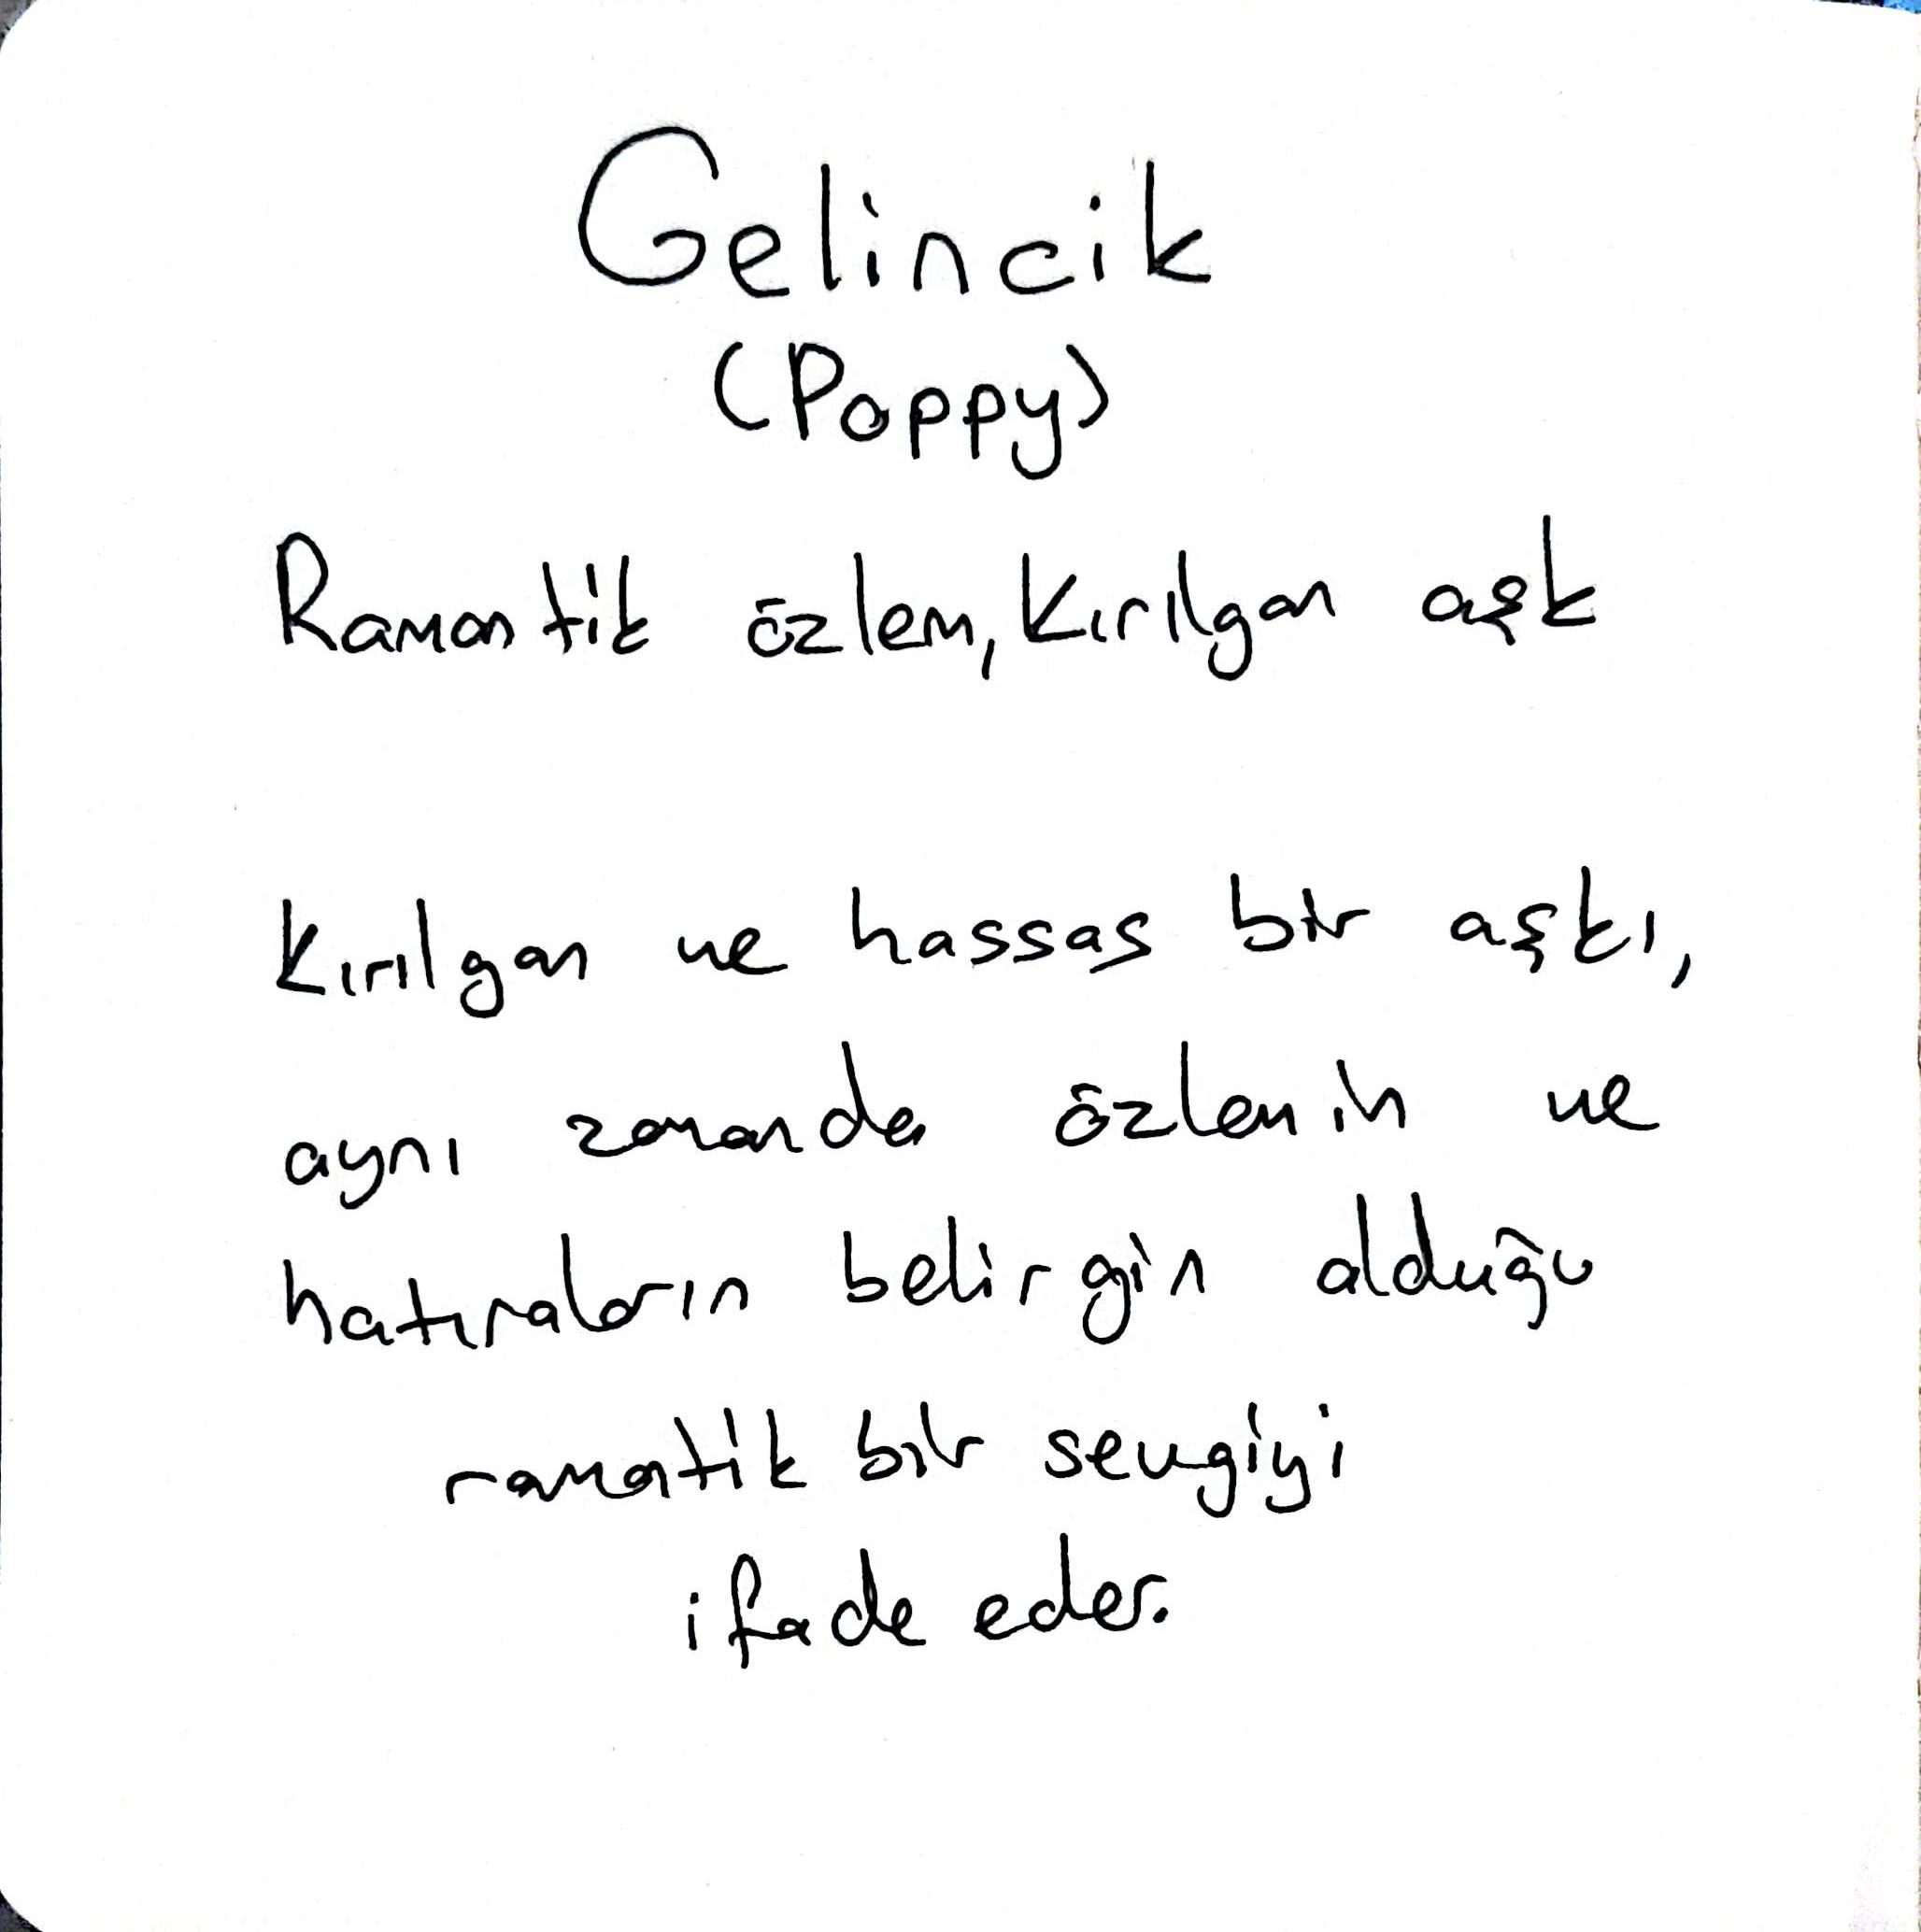 Gelincik
(Poppy)
Romantik özlem, kırılgan aşk
Kırılgan ve hassas bir aşkı,
aynı zamanda özlemin ve
hatıraların belirgin olduğu
romatik bir sevgiyi
ifade eder.